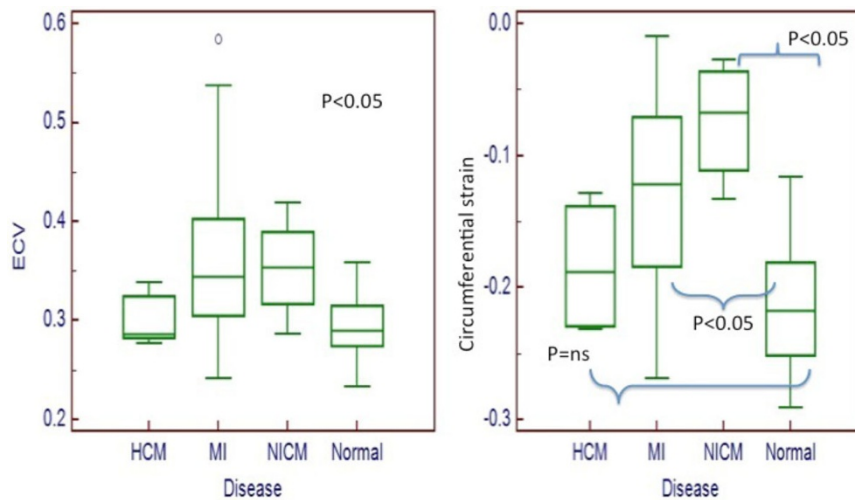 0.6
0.5
0.4
0.3
0.2
ECV
P<0.05
HCM MI NICM Normal
Disease
0.0
-0.1
-0.2
-0.3
Circumferential strain
P<0.05
P<0.05
P=ns
HCM MI NICM Normal
Disease